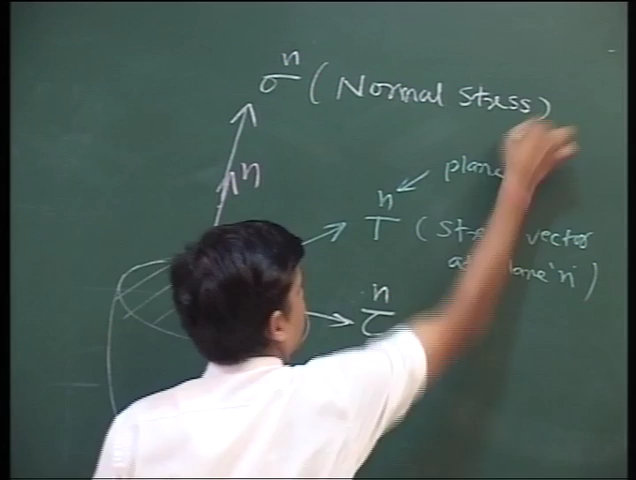 n
σ (Normal Stress)
n
n
plane
T (Stress vector
at plane 'n')
n
τ